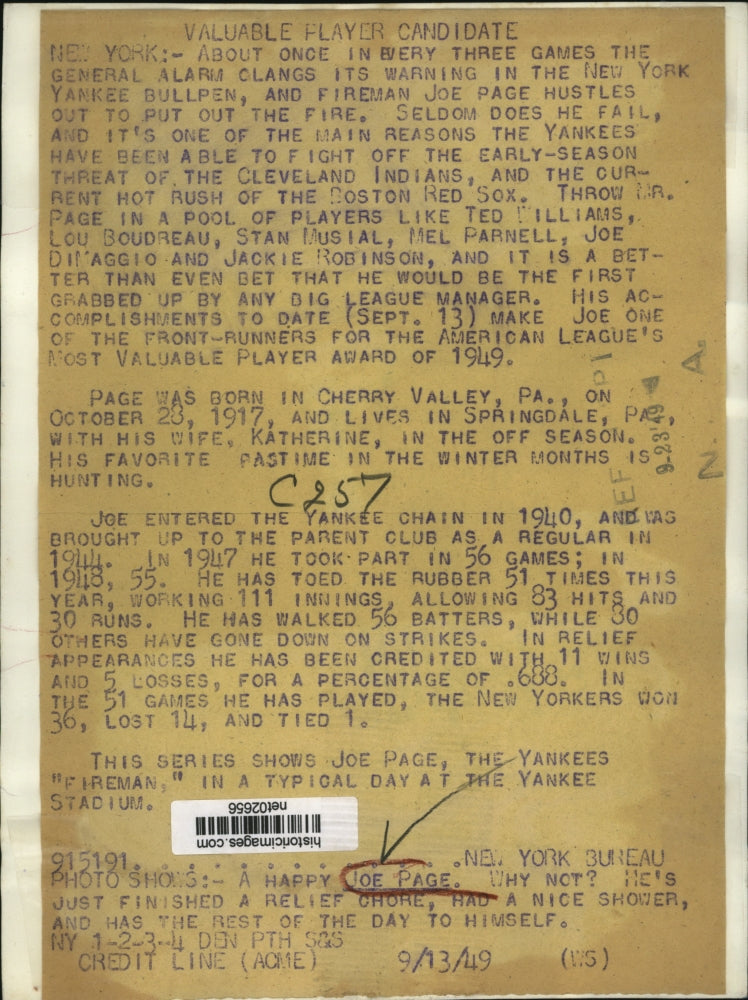 VALUABLE PLAYER CANDIDATE
NEW YORK:- ABOUT ONCE IN EVERY THREE GAMES THE
GENERAL ALARM CLANGS ITS WARNING IN THE NEW YORK
YANKEE BULLPEN, AND FIREMAN JOE PAGE HUSTLES
OUT TO PUT OUT THE FIRE. SELDOM DOES HE FAIL,
AND IT'S ONE OF THE MAIN REASONS THE YANKEES
HAVE BEEN ABLE TO FIGHT OFF THE EARLY-SEASON
THREAT OF THE CLEVELAND INDIANS, AND THE CUR-
RENT HOT RUSH OF THE BOSTON RED SOX. THROW MR.
PAGE IN A POOL OF PLAYERS LIKE TED WILLIAMS,
LOU BOUDREAU, STAN MUSIAL, MEL PARNELL, JOE
DIMAGGIO AND JACKIE ROBINSON, AND IT IS A BET-
TER THAN EVEN BET THAT HE WOULD BE THE FIRST
GRABBED UP BY ANY BIG LEAGUE MANAGER. HIS AC-
COMPLISHMENTS TO DATE (SEPT. 13) MAKE JOE ONE
OF THE FRONT-RUNNERS FOR THE AMERICAN LEAGUE'S
MOST VALUABLE PLAYER AWARD OF 1949.
PAGE WAS BORN IN CHERRY VALLEY, PA., ON
OCTOBER 28, 1917, AND LIVES IN SPRINGDALE, PA.,
WITH HIS WIFE, KATHERINE, IN THE OFF SEASON.
HIS FAVORITE PASTIME IN THE WINTER MONTHS IS
HUNTING.
9-23'49
N. A.
C257
JOE ENTERED THE YANKEE CHAIN IN 1940, AND WAS
BROUGHT UP TO THE PARENT CLUB AS A REGULAR IN
1944. IN 1947 HE TOOK PART IN 56 GAMES; IN
1948, 55. HE HAS TOED THE RUBBER 51 TIMES THIS
YEAR, WORKING 111 INNINGS, ALLOWING 83 HITS AND
30 RUNS. HE HAS WALKED 56 BATTERS, WHILE 80
OTHERS HAVE GONE DOWN ON STRIKES. IN RELIEF
APPEARANCES HE HAS BEEN CREDITED WITH 11 WINS
AND 5 LOSSES, FOR A PERCENTAGE OF .688. IN
THE 51 GAMES HE HAS PLAYED, THE NEW YORKERS WON
36, LOST 14, AND TIED 1.
THIS SERIES SHOWS JOE PAGE, THE YANKEES
"FIREMAN," IN A TYPICAL DAY AT THE YANKEE
STADIUM.
historicimages.com
net02656
915191. . . . . . . . . . .NEW YORK BUREAU
PHOTO SHOWS:- A HAPPY JOE PAGE. WHY NOT? HE'S
JUST FINISHED A RELIEF CHORE, HAD A NICE SHOWER,
AND HAS THE REST OF THE DAY TO HIMSELF.
NY 1-2-3-4 DEN PTH S&S
CREDIT LINE (ACME) 9/13/49 (WS)